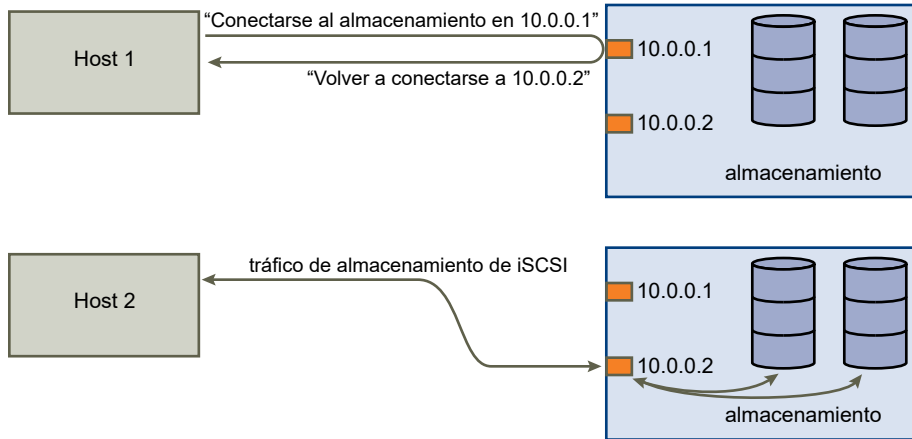 “Conectarse al almacenamiento en 10.0.0.1”
Host 1
10.0.0.1
“Volver a conectarse a 10.0.0.2”
10.0.0.2
almacenamiento
tráfico de almacenamiento de iSCSI
Host 2
10.0.0.1
10.0.0.2
almacenamiento